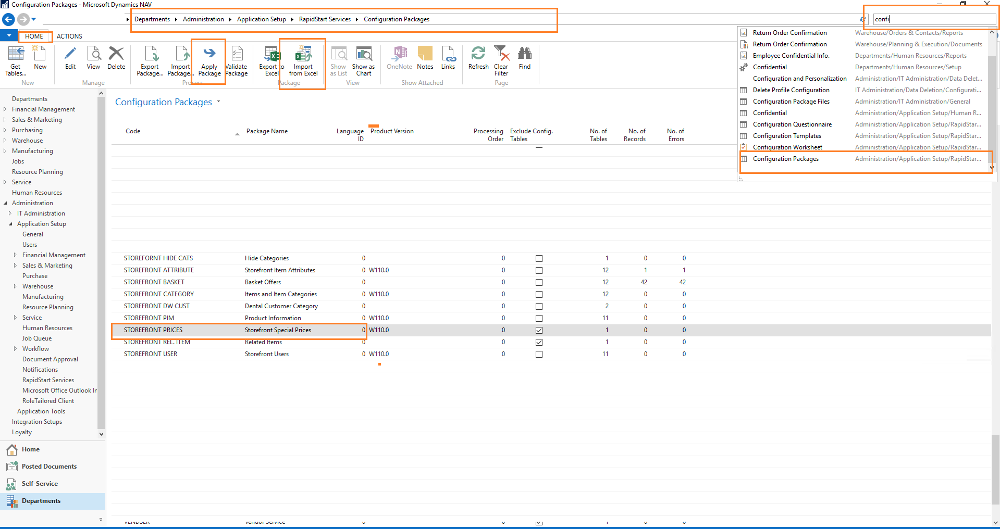 Configuration Packages - Microsoft Dynamics NAV
Departments Administration Application Setup RapidStart Services Configuration Packages
confi
HOME ACTIONS
Get Tables...
New
Edit
View
Delete
Export Package...
Import Package...
Apply Package
Validate Package
Export to Excel
Import from Excel
Show as List
Show as Chart
OneNote
Notes
Links
Refresh
Clear Filter
Find
New
Manage
Process
Package
View
Show Attached
Page
Return Order Confirmation Warehouse/Orders & Contacts/Reports
Return Order Confirmation Warehouse/Planning & Execution/Documents
Employee Confidential Info. Departments/Human Resources/Reports
Confidential Departments/Human Resources/Setup
Configuration and Personalization Administration/IT Administration/Data Delet...
Delete Profile Configuration IT Administration/Data Deletion/Configurati...
Configuration Package Files Administration/IT Administration/General
Confidential Administration/Application Setup/Human R...
Configuration Questionnaire Administration/Application Setup/RapidStar...
Configuration Templates Administration/Application Setup/RapidStar...
Configuration Worksheet Administration/Application Setup/RapidStar...
Configuration Packages Administration/Application Setup/RapidStar...
Departments
Financial Management
Sales & Marketing
Purchasing
Warehouse
Manufacturing
Jobs
Resource Planning
Service
Human Resources
Administration
IT Administration
Application Setup
General
Users
Financial Management
Sales & Marketing
Purchase
Warehouse
Manufacturing
Resource Planning
Service
Human Resources
Job Queue
Workflow
Document Approval
Notifications
RapidStart Services
Microsoft Office Outlook In
RoleTailored Client
Application Tools
Integration Setups
Loyalty
Home
Posted Documents
Self-Service
Departments
Configuration Packages
Code Package Name Language ID Product Version Processing Order Exclude Config. Tables No. of Tables No. of Records No. of Errors
STOREFORNT HIDE CATS Hide Categories 0 0 1 0 0
STOREFRONT ATTRIBUTE Storefront Item Attributes 0 W110.0 0 12 1 1
STOREFRONT BASKET Basket Offers 0 0 12 42 42
STOREFRONT CATEGORY Items and Item Categories 0 W110.0 0 12 0 0
STOREFRONT DW CUST Dental Customer Category 0 0 2 0 0
STOREFRONT PIM Product Information 0 W110.0 0 11 0 0
STOREFRONT PRICES Storefront Special Prices 0 W110.0 0 1 0 0
STOREFRONT REL. ITEM Related Items 0 0 1 0 0
STOREFRONT USER Storefront Users 0 W110.0 0 11 0 0
VENDSER Vendor Service 0 0 1 0 0